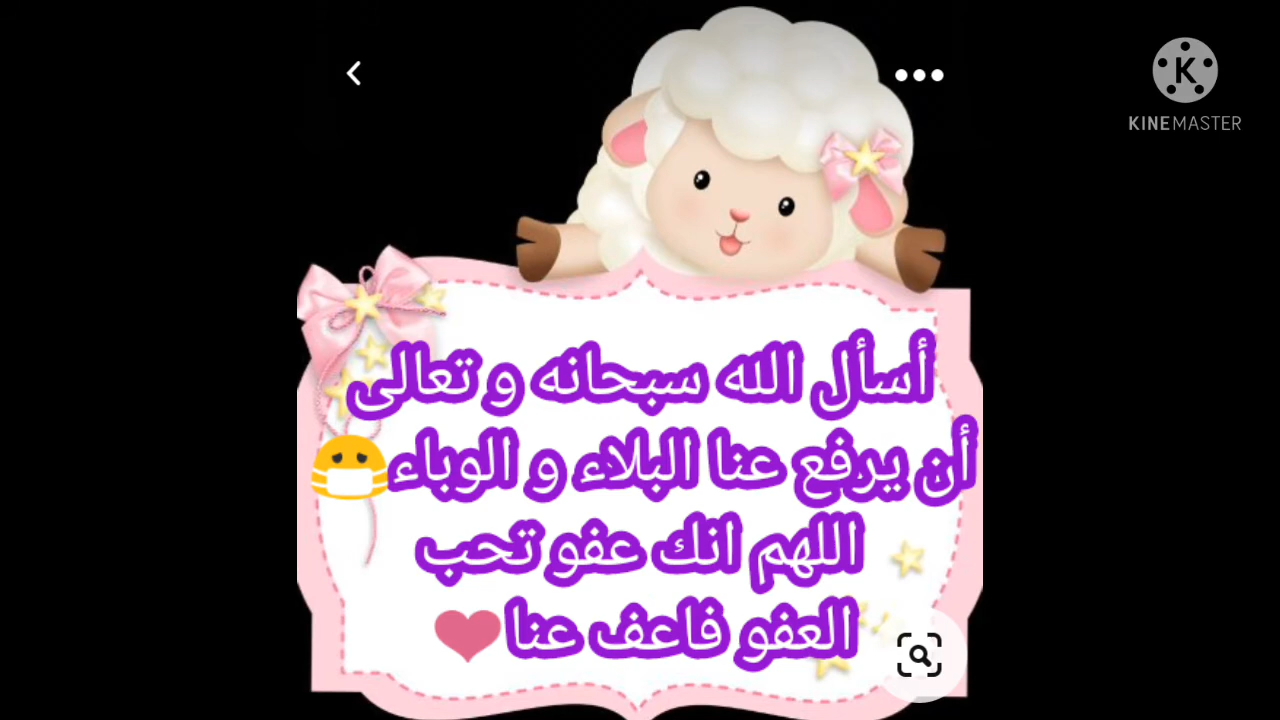 KINEMASTER
أسأل الله سبحانه و تعالى
أن يرفع عنا البلاء و الوباء😷
اللهم انك عفو تحب
العفو فاعف عنا❤